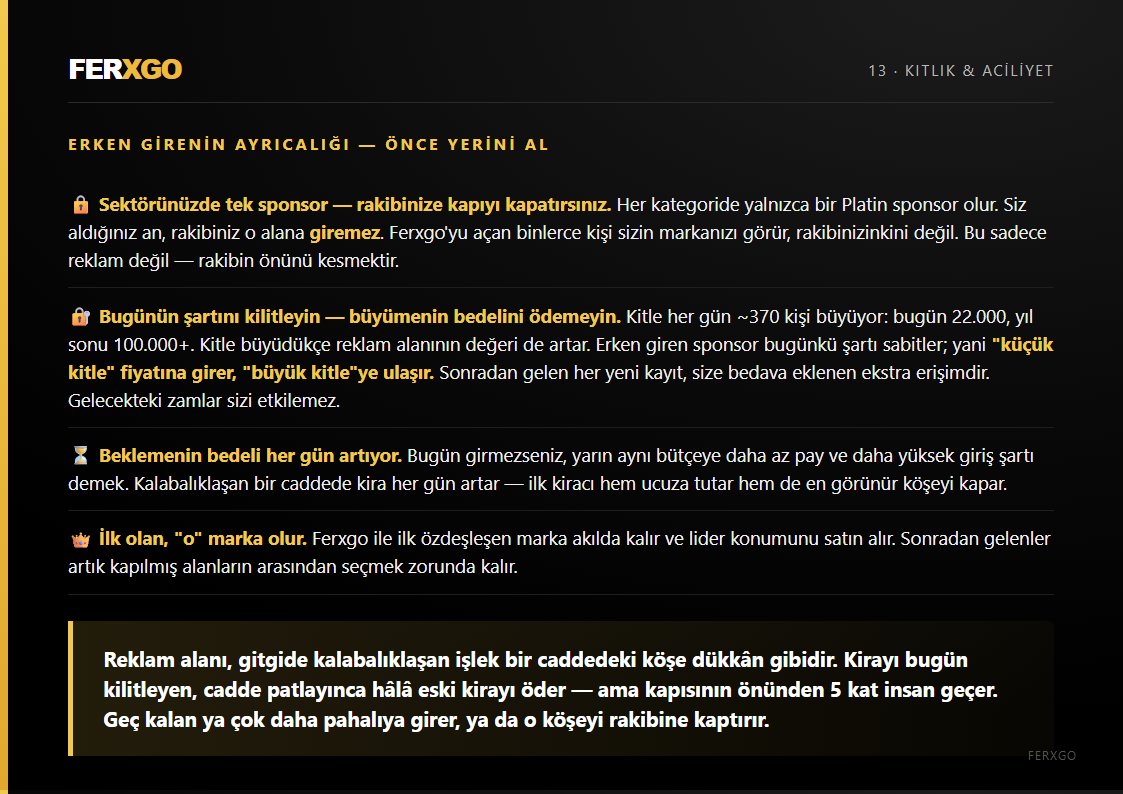 FERXGO
13 · KITLIK & ACİLİYET
ERKEN GİRENİN AYRICALIĞI — ÖNCE YERİNİ AL
🔒 Sektörünüzde tek sponsor — rakibinize kapıyı kapatırsınız. Her kategoride yalnızca bir Platin sponsor olur. Siz
aldığınız an, rakibiniz o alana giremez. Ferxgo'yu açan binlerce kişi sizin markanızı görür, rakibinizinkini değil. Bu sadece
reklam değil — rakibin önünü kesmektir.
🔐 Bugünün şartını kilitleyin — büyümenin bedelini ödemeyin. Kitle her gün ~370 kişi büyüyor: bugün 22.000, yıl
sonu 100.000+. Kitle büyüdükçe reklam alanının değeri de artar. Erken giren sponsor bugünkü şartı sabitler; yani "küçük
kitle" fiyatına girer, "büyük kitle"ye ulaşır. Sonradan gelen her yeni kayıt, size bedava eklenen ekstra erişimdir.
Gelecekteki zamlar sizi etkilemez.
⏳ Beklemenin bedeli her gün artıyor. Bugün girmezseniz, yarın aynı bütçeye daha az pay ve daha yüksek giriş şartı
demek. Kalabalıklaşan bir caddede kira her gün artar — ilk kiracı hem ucuza tutar hem de en görünür köşeyi kapar.
👑 İlk olan, "o" marka olur. Ferxgo ile ilk özdeşleşen marka akılda kalır ve lider konumunu satın alır. Sonradan gelenler
artık kapılmış alanların arasından seçmek zorunda kalır.
Reklam alanı, gitgide kalabalıklaşan işlek bir caddedeki köşe dükkân gibidir. Kirayı bugün
kilitleyen, cadde patlayınca hâlâ eski kirayı öder — ama kapısının önünden 5 kat insan geçer.
Geç kalan ya çok daha pahalıya girer, ya da o köşeyi rakibine kaptırır.
FERXGO